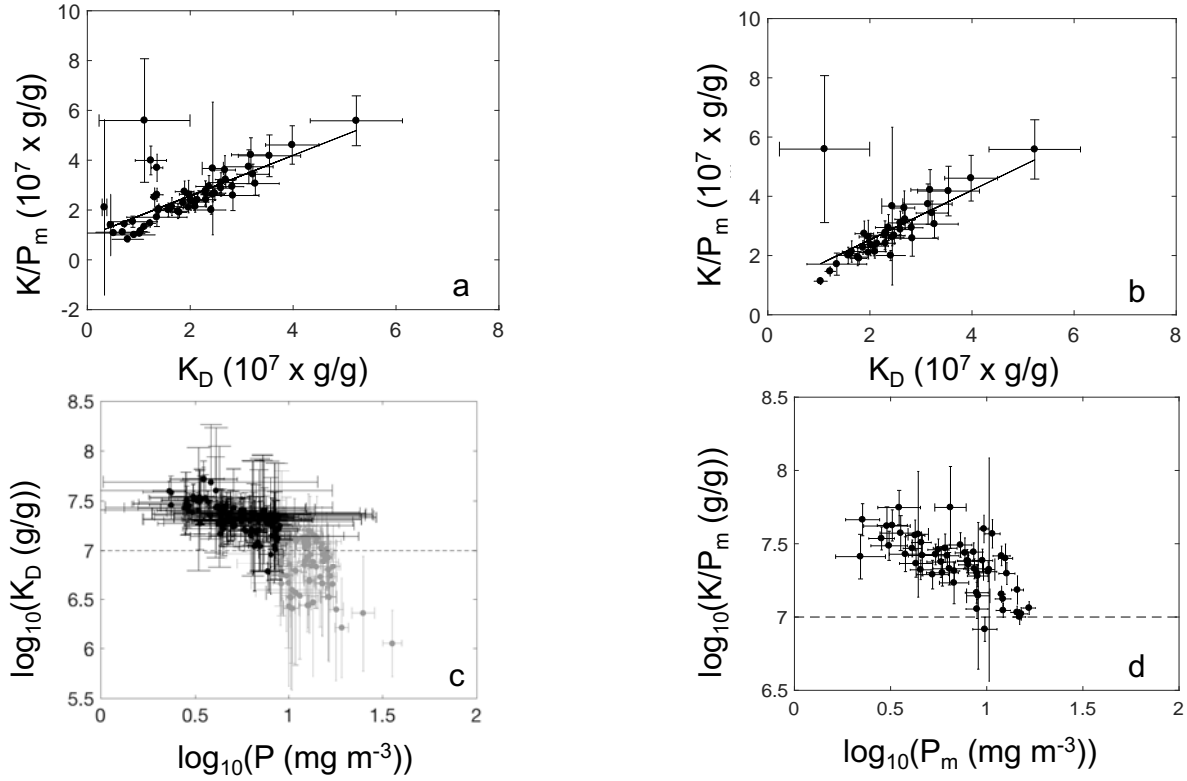 10
8
6
4
2
0
-2
K/Pₘ (10⁷ x g/g)
a
0 2 4 6 8
K_D (10⁷ x g/g)
10
8
6
4
2
0
K/Pₘ (10⁷ x g/g)
b
0 2 4 6 8
K_D (10⁷ x g/g)
8.5
8
7.5
7
6.5
6
5.5
log₁₀(K_D (g/g))
c
0 0.5 1 1.5 2
log₁₀(P (mg m⁻³))
8.5
8
7.5
7
6.5
log₁₀(K/Pₘ (g/g))
d
0 0.5 1 1.5 2
log₁₀(Pₘ (mg m⁻³))